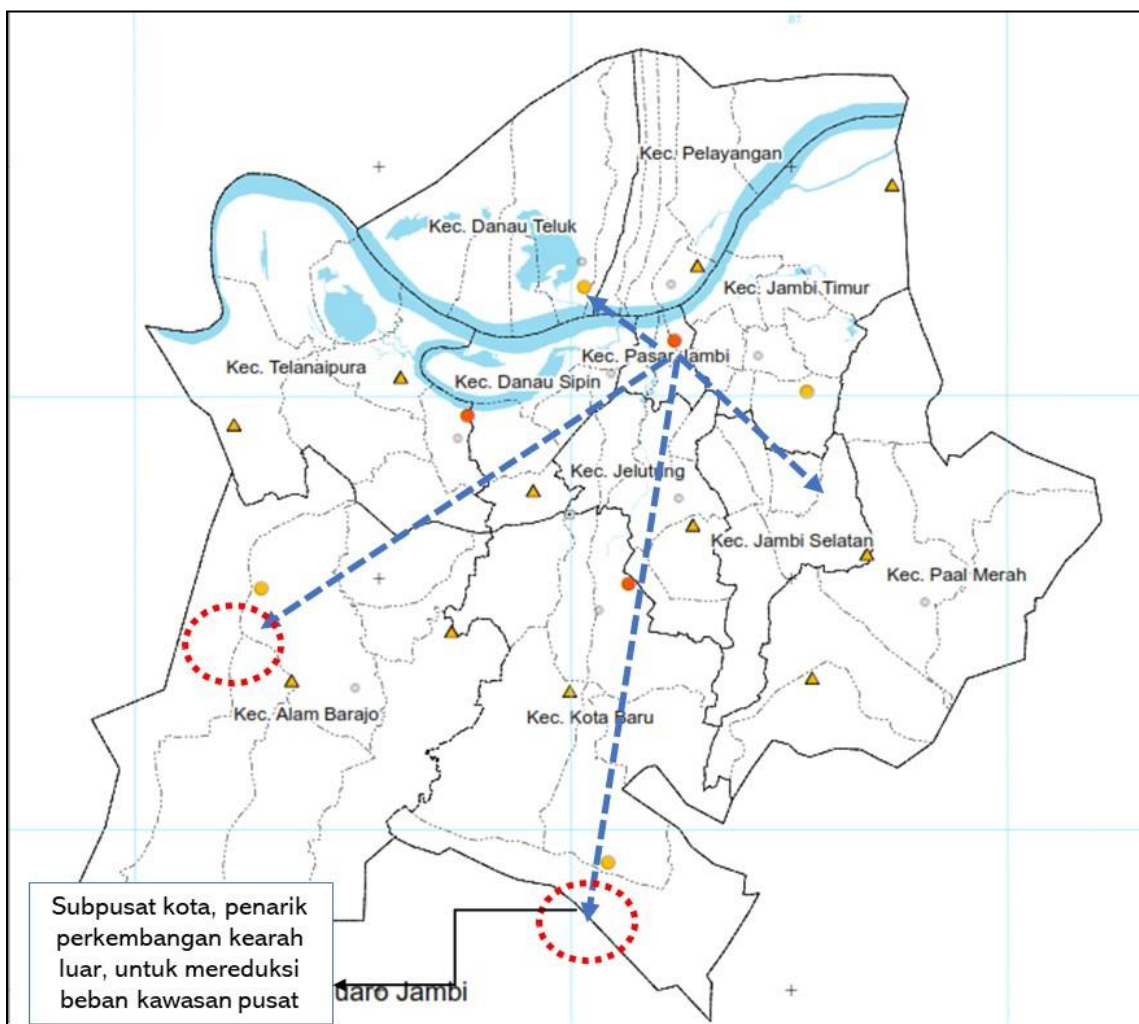 Kec. Pelayangan
Kec. Danau Teluk
Kec. Jambi Timur
Kec. Pasar Jambi
Kec. Telanaipura
Kec. Danau Sipin
Kec. Jelutung
Kec. Jambi Selatan
Kec. Paal Merah
Kec. Alam Barajo
Kec. Kota Baru
Subpusat kota, penarik
perkembangan kearah
luar, untuk mereduksi
beban kawasan pusat
uaro Jambi